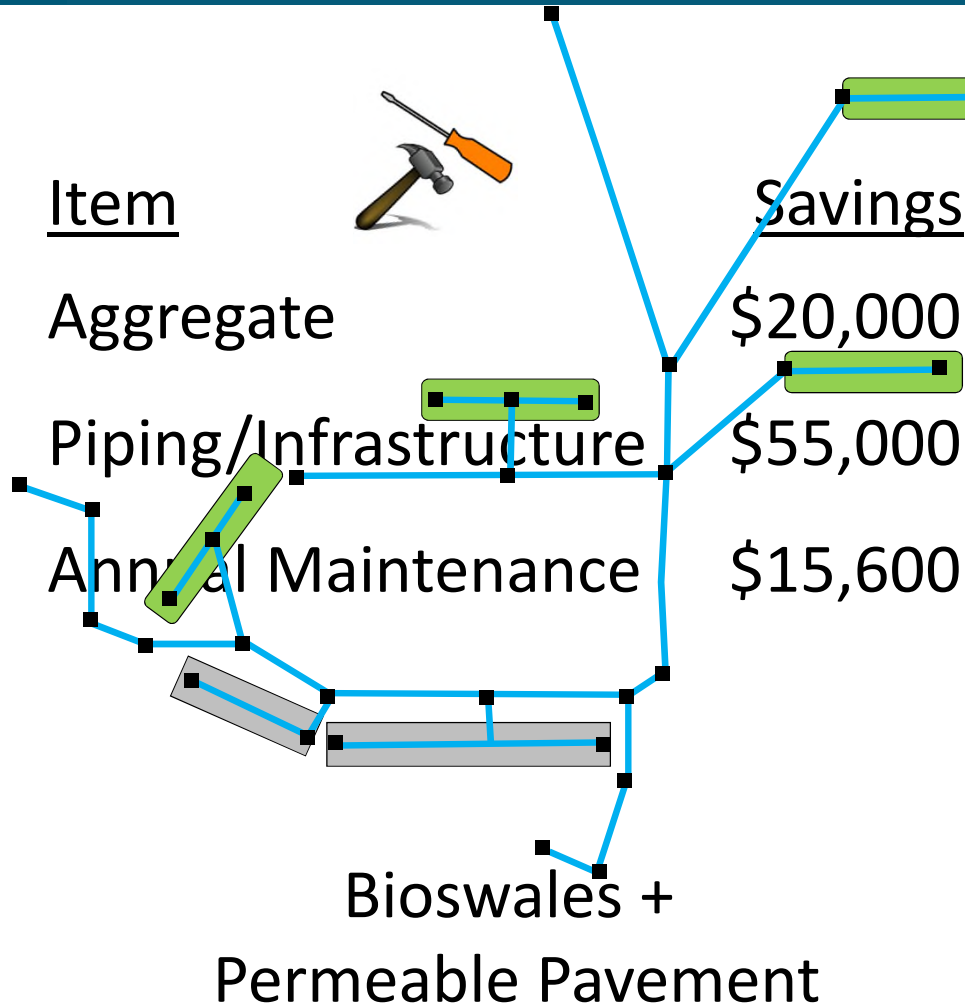 Item Savings
Aggregate $20,000
Piping/Infrastructure $55,000
Annual Maintenance $15,600
Bioswales +
Permeable Pavement